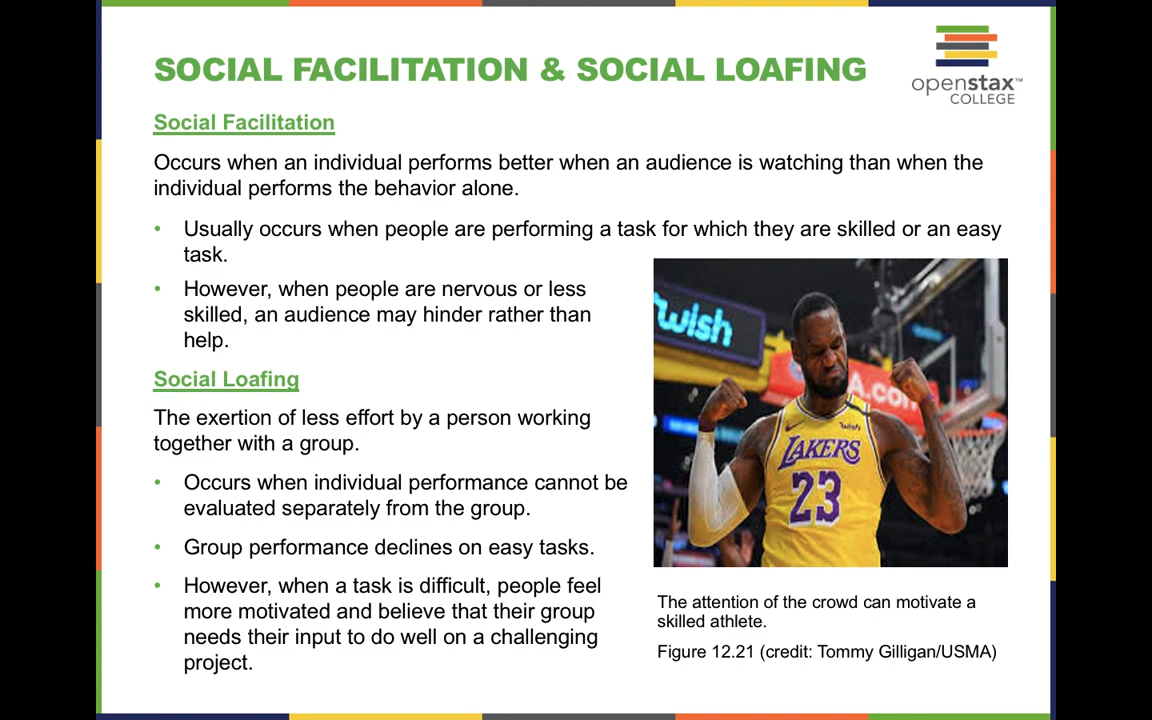 SOCIAL FACILITATION & SOCIAL LOAFING
openstax™
COLLEGE
Social Facilitation
Occurs when an individual performs better when an audience is watching than when the
individual performs the behavior alone.
• Usually occurs when people are performing a task for which they are skilled or an easy
task.
• However, when people are nervous or less
skilled, an audience may hinder rather than
help.
Social Loafing
The exertion of less effort by a person working
together with a group.
• Occurs when individual performance cannot be
evaluated separately from the group.
• Group performance declines on easy tasks.
• However, when a task is difficult, people feel
more motivated and believe that their group
needs their input to do well on a challenging
project.
wish
A.com
wish
LAKERS
23
The attention of the crowd can motivate a
skilled athlete.
Figure 12.21 (credit: Tommy Gilligan/USMA)